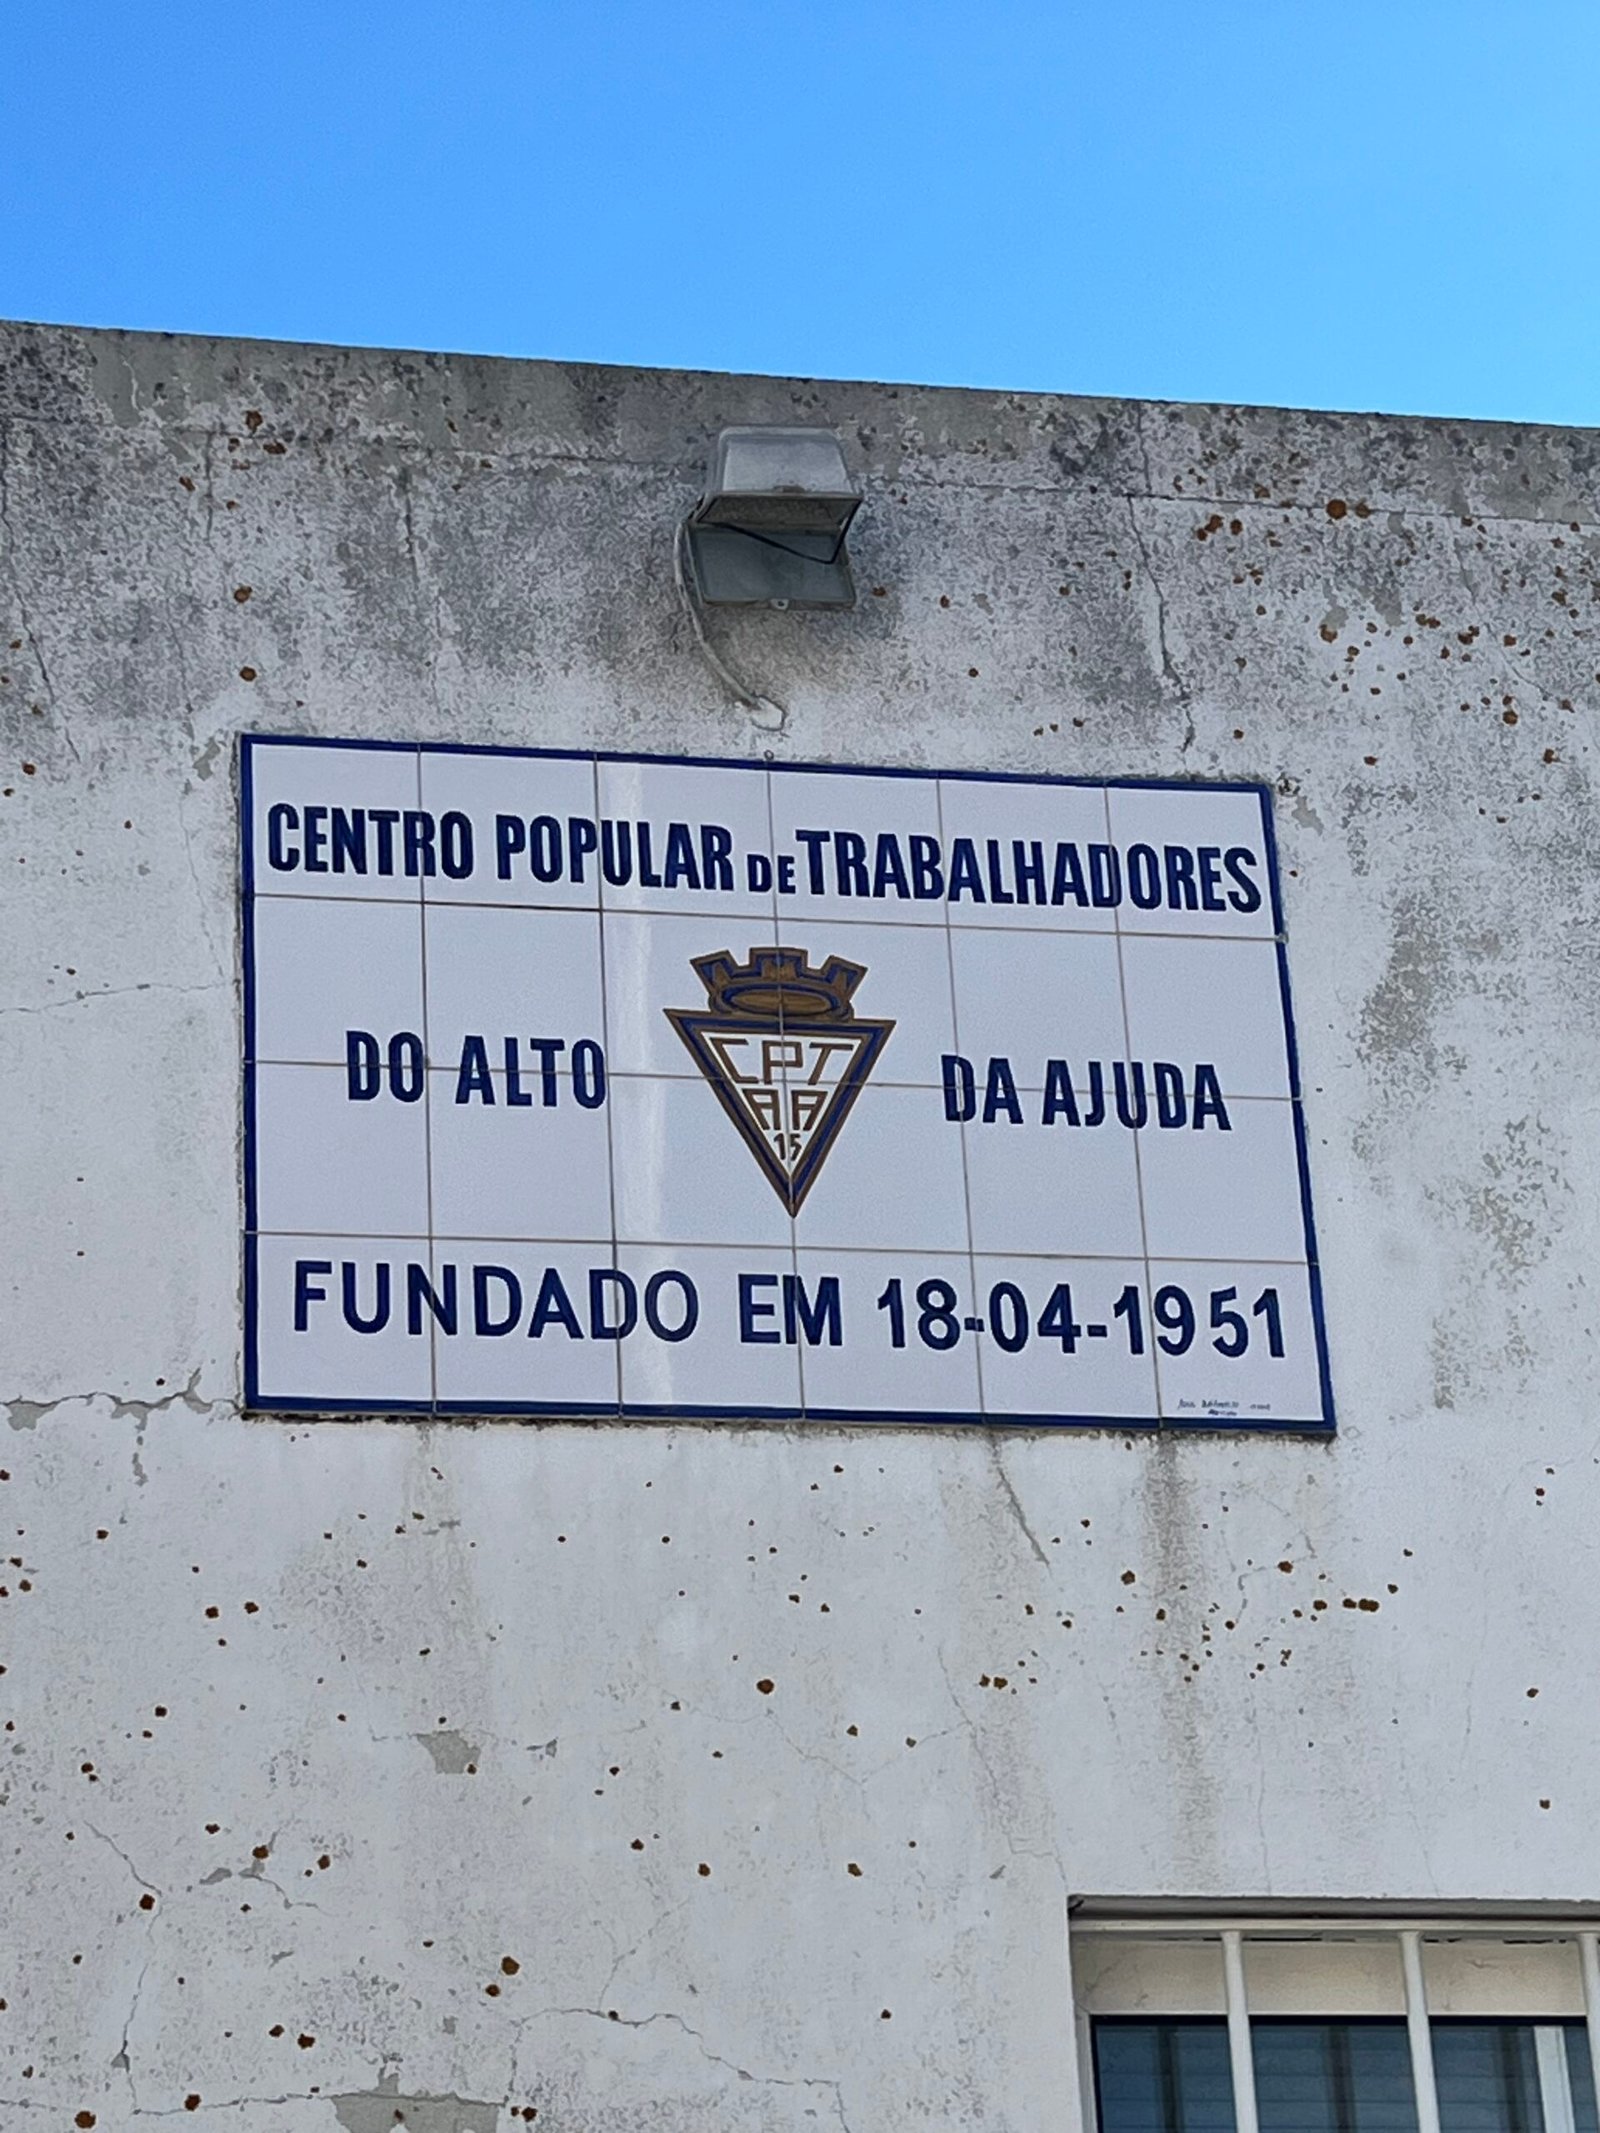 CENTRO POPULAR DE TRABALHADORES
DO ALTO
CPT
AA
15
DA AJUDA
FUNDADO EM 18-04-1951